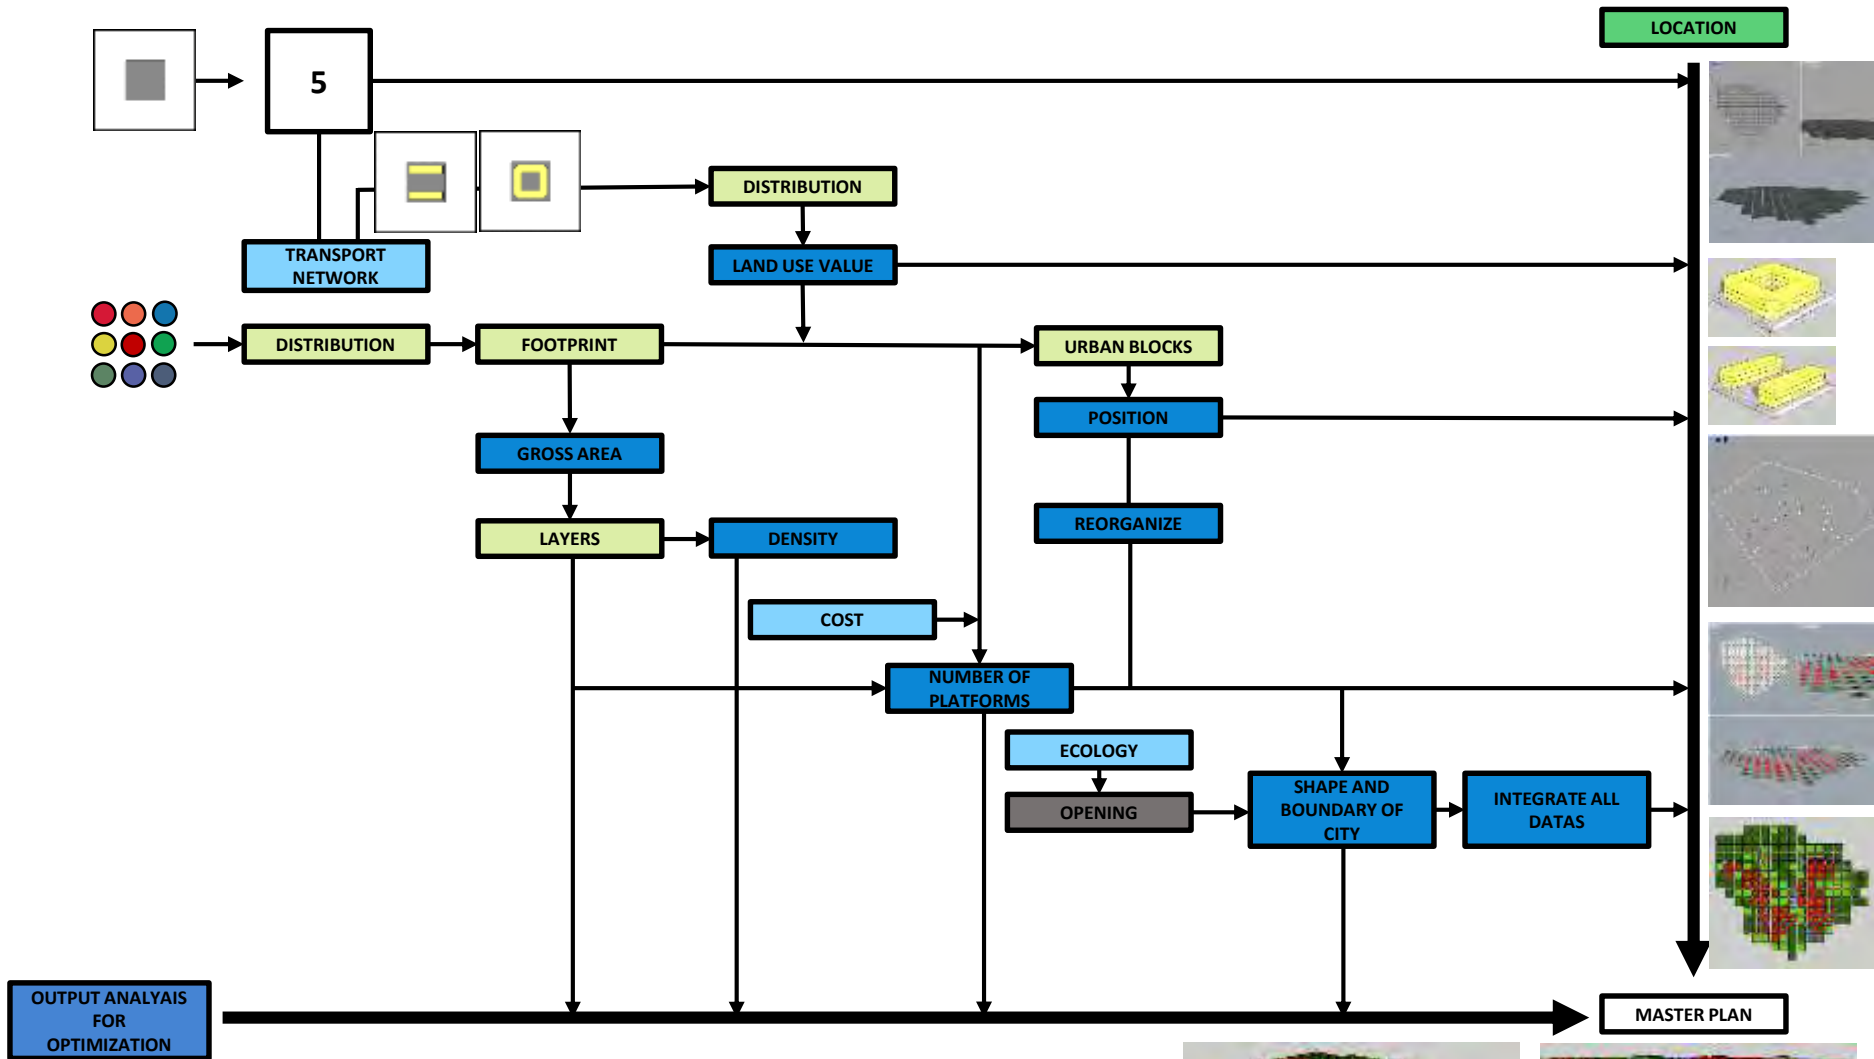 LOCATION
5
DISTRIBUTION
TRANSPORT
NETWORK
LAND USE VALUE
DISTRIBUTION
FOOTPRINT
URBAN BLOCKS
POSITION
GROSS AREA
REORGANIZE
LAYERS
DENSITY
COST
NUMBER OF
PLATFORMS
ECOLOGY
OPENING
SHAPE AND
BOUNDARY OF
CITY
INTEGRATE ALL
DATAS
OUTPUT ANALYAIS
FOR
OPTIMIZATION
MASTER PLAN